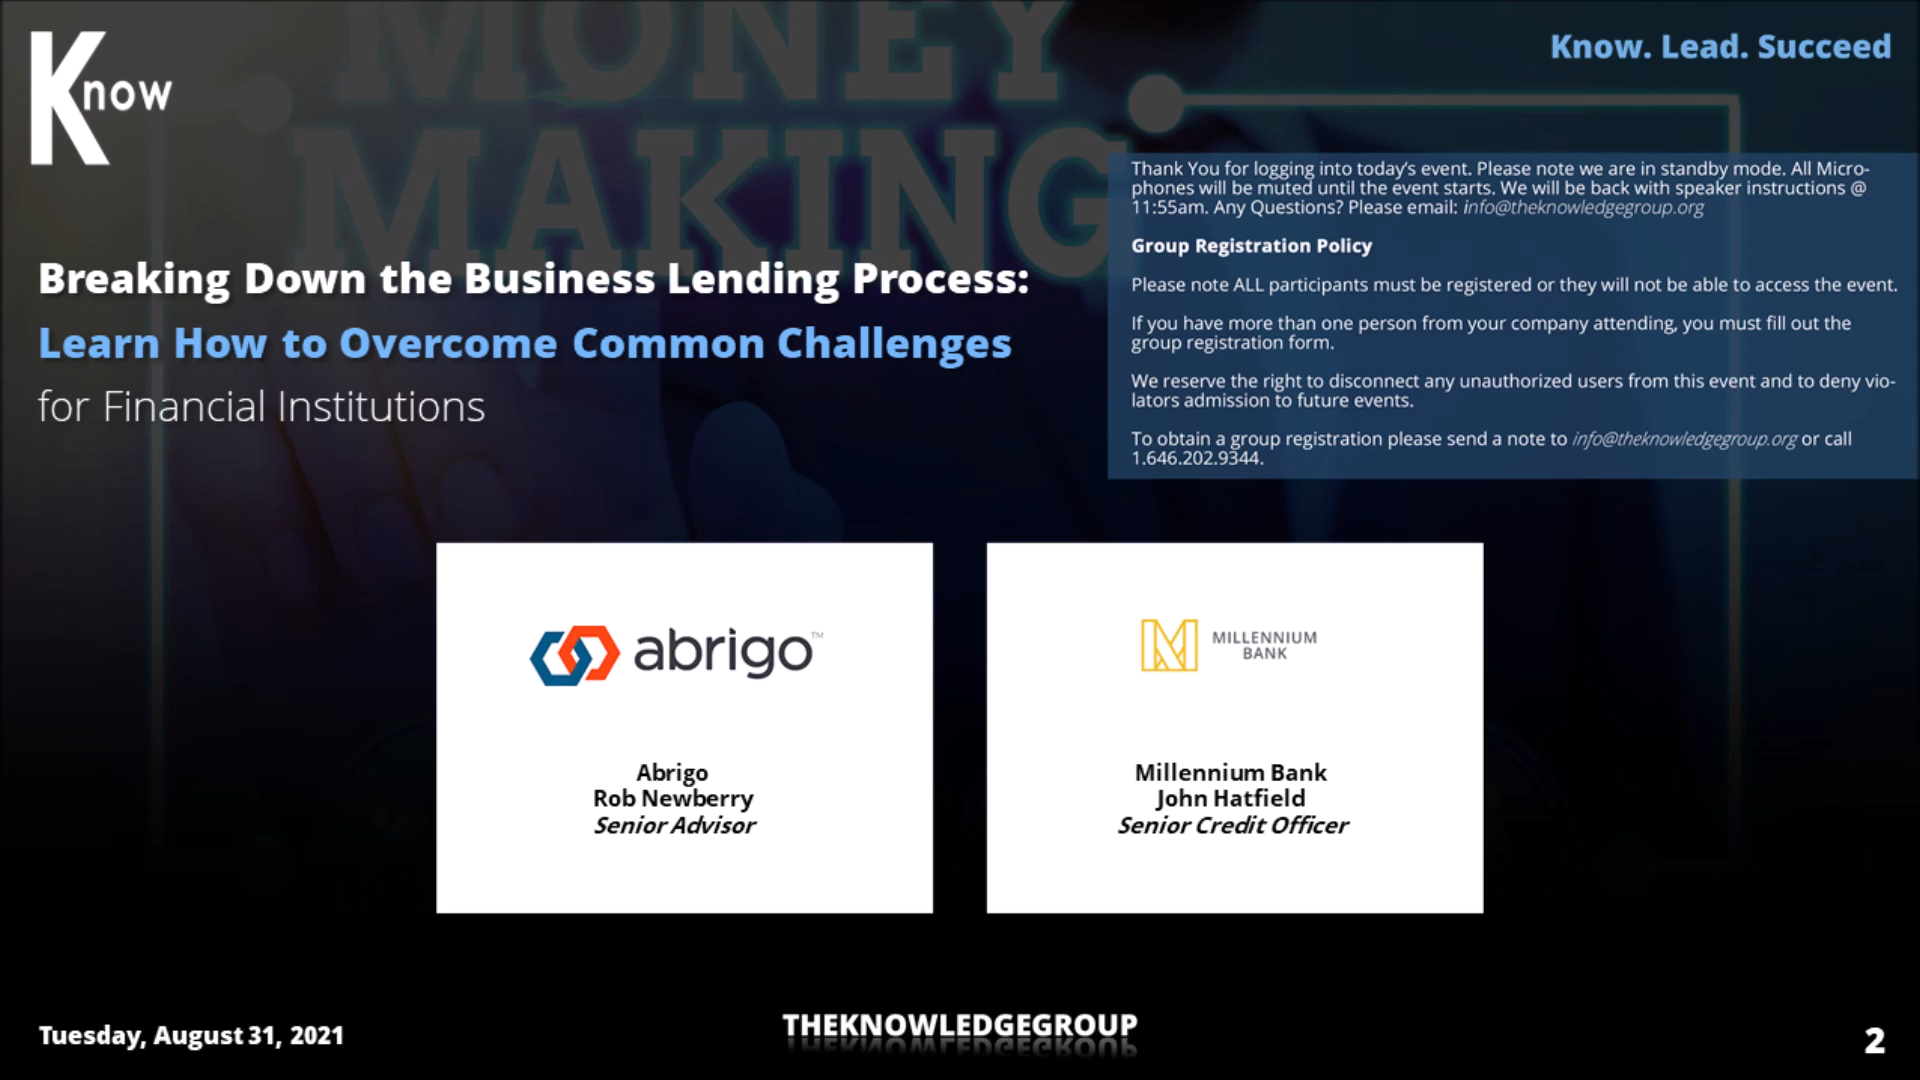 MONEY
MAKING
Know
Know. Lead. Succeed
Breaking Down the Business Lending Process:
Learn How to Overcome Common Challenges
for Financial Institutions
Thank You for logging into today’s event. Please note we are in standby mode. All Micro-
phones will be muted until the event starts. We will be back with speaker instructions @
11:55am. Any Questions? Please email: info@theknowledgegroup.org
Group Registration Policy
Please note ALL participants must be registered or they will not be able to access the event.
If you have more than one person from your company attending, you must fill out the
group registration form.
We reserve the right to disconnect any unauthorized users from this event and to deny vio-
lators admission to future events.
To obtain a group registration please send a note to info@theknowledgegroup.org or call
1.646.202.9344.
abrigo™
Abrigo
Rob Newberry
Senior Advisor
MILLENNIUM
BANK
Millennium Bank
John Hatfield
Senior Credit Officer
Tuesday, August 31, 2021
THEKNOWLEDGEGROUP
2